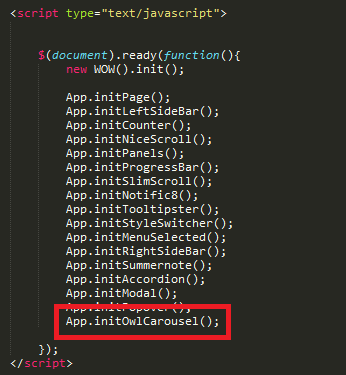 <script type="text/javascript">
$(document).ready(function(){
new WOW().init();
App.initPage();
App.initLeftSideBar();
App.initCounter();
App.initNiceScroll();
App.initPanels();
App.initProgressBar();
App.initSlimScroll();
App.initNotific8();
App.initTooltipster();
App.initStyleSwitcher();
App.initMenuSelected();
App.initRightSideBar();
App.initSummernote();
App.initAccordion();
App.initModal();
App.initPopover();
App.initOwlCarousel();
});
</script>